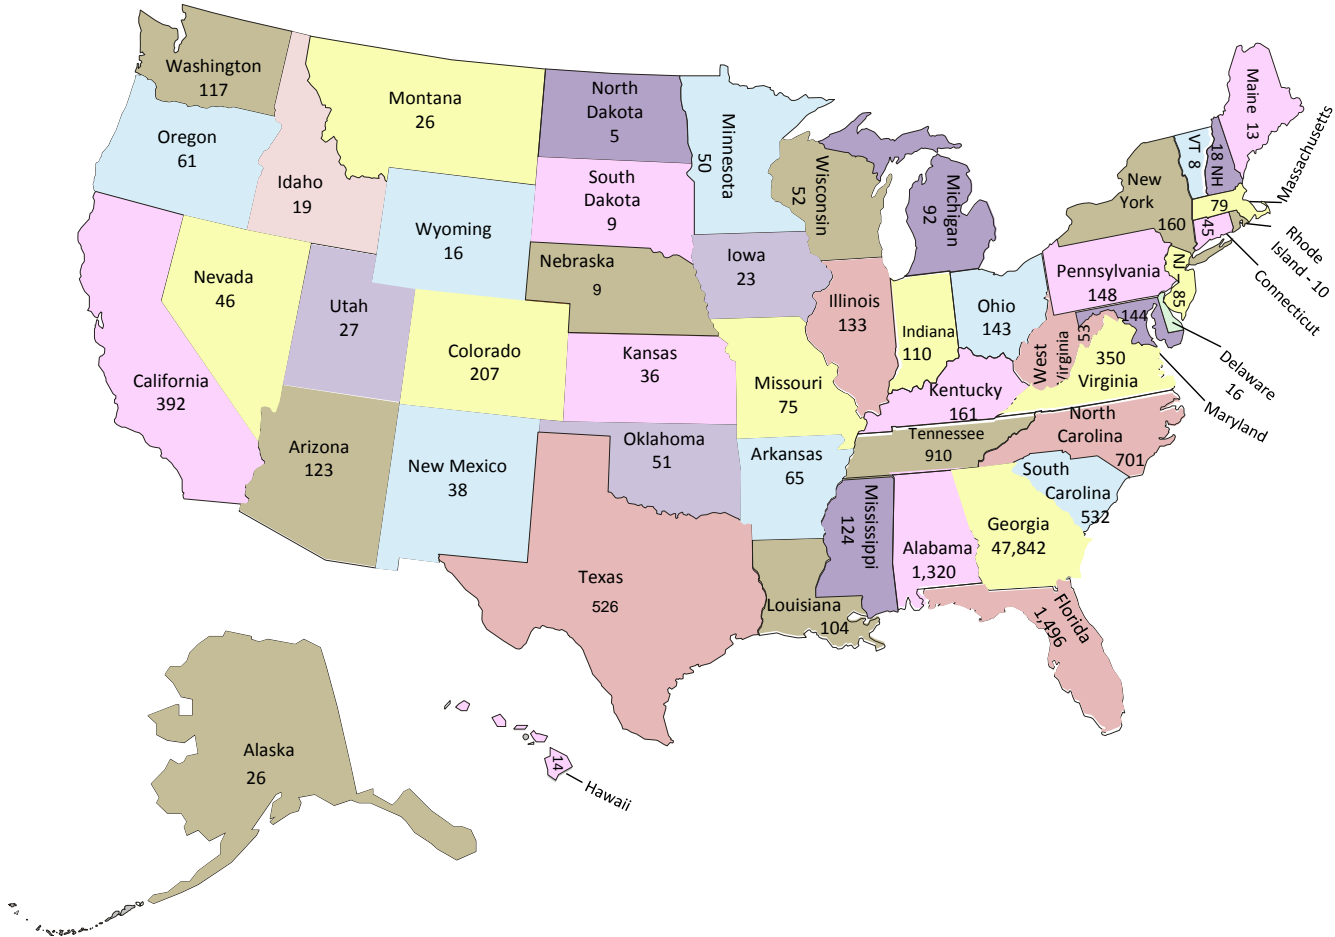 Washington
117
Oregon
61
Idaho
19
Montana
26
North
Dakota
5
South
Dakota
9
Minnesota
50
Wisconsin
52
Michigan
92
Maine 13
VT 8
18 NH
Massachusetts
79
New
York
160
45
Rhode
Island - 10
Connecticut
Wyoming
16
Nebraska
9
Iowa
23
Nevada
46
Utah
27
Colorado
207
Kansas
36
Missouri
75
Illinois
133
Indiana
110
Ohio
143
Pennsylvania
148
NJ – 85
144
Delaware
16
Maryland
West
Virginia
53
350
Virginia
Kentucky
161
California
392
Arizona
123
New Mexico
38
Oklahoma
51
Arkansas
65
Tennessee
910
North
Carolina
701
South
Carolina
532
Mississippi
124
Alabama
1,320
Georgia
47,842
Texas
526
Louisiana
104
Florida
1,496
Alaska
26
14
Hawaii